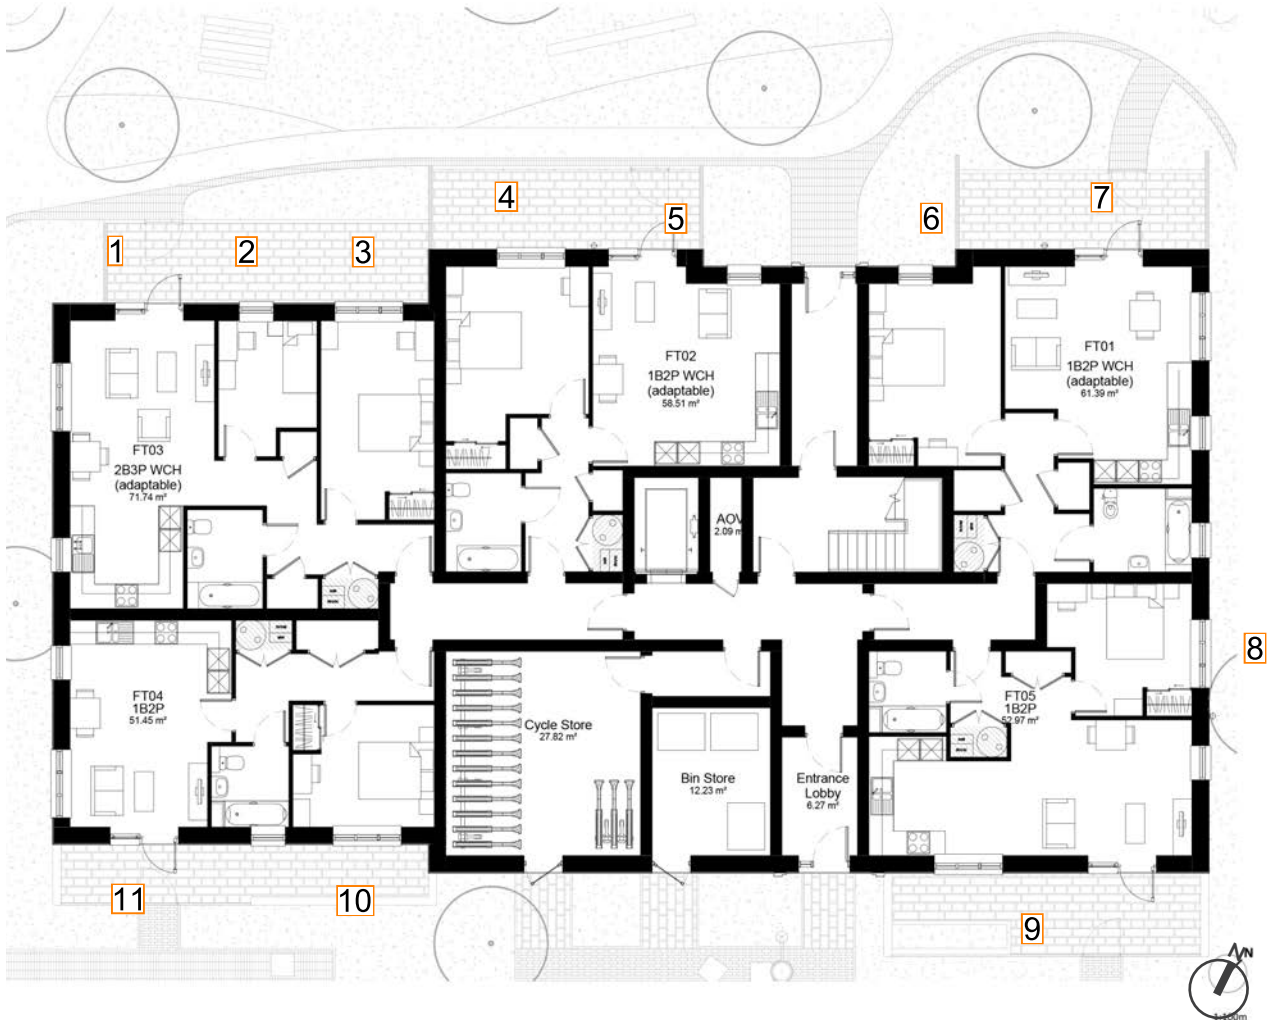 4
7
5
6
1
2
3
FT01
1B2P WCH
(adaptable)
61.39 m²
FT02
1B2P WCH
(adaptable)
58.51 m²
FT03
2B3P WCH
(adaptable)
71.74 m²
AOV
2.09 m
8
FT04
1B2P
51.45 m²
FT05
1B2P
52.97 m²
Cycle Store
27.82 m²
Bin Store
12.23 m²
Entrance
Lobby
6.27 m²
11
10
9
N